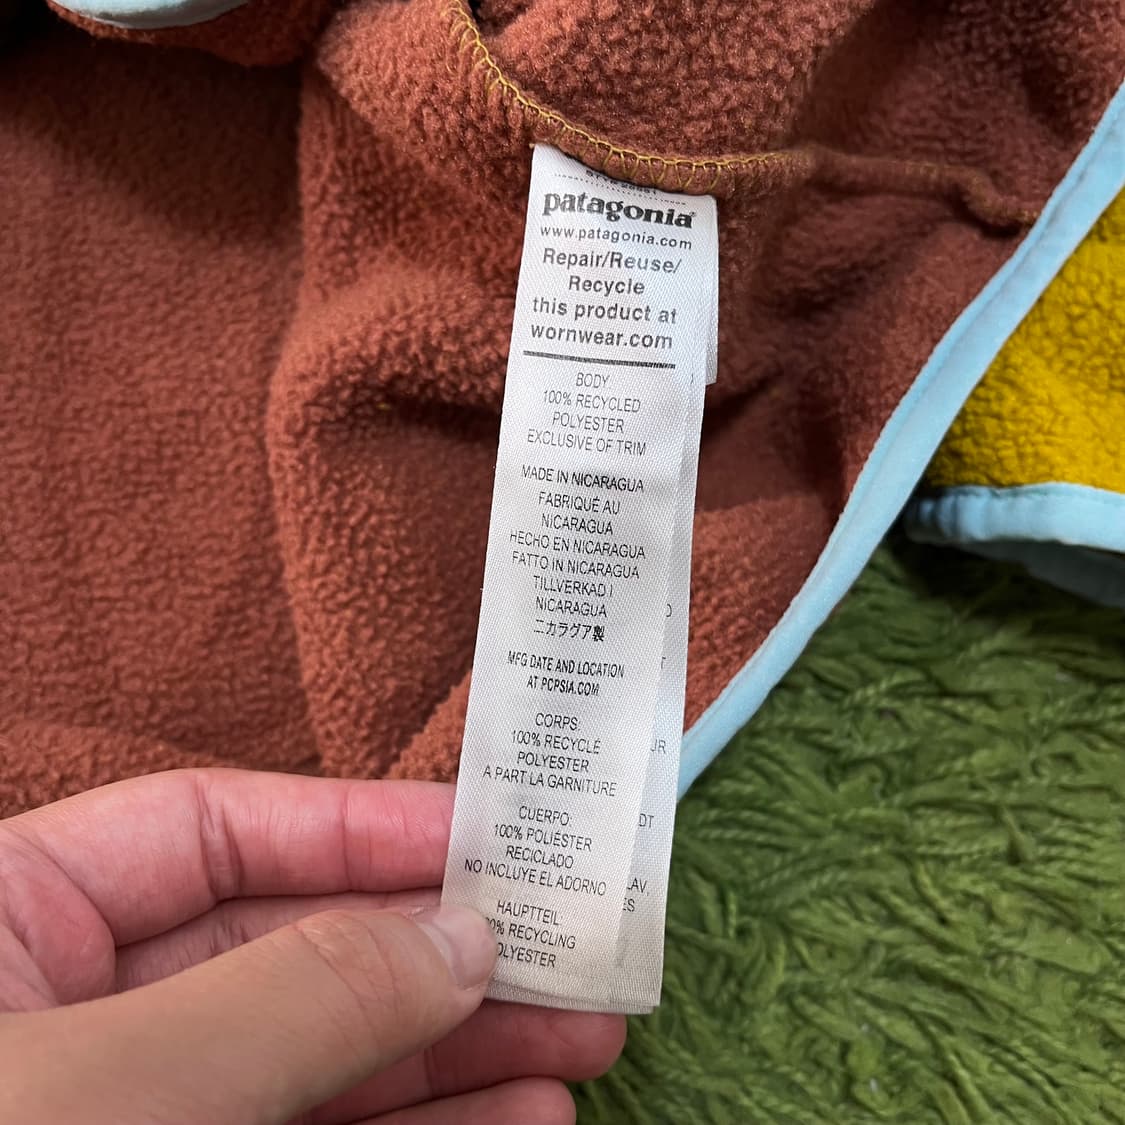 patagonia®
www.patagonia.com
Repair/Reuse/
Recycle
this product at
wornwear.com
BODY
100% RECYCLED
POLYESTER
EXCLUSIVE OF TRIM
MADE IN NICARAGUA
FABRIQUÉ AU
NICARAGUA
HECHO EN NICARAGUA
FATTO IN NICARAGUA
TILLVERKAD I
NICARAGUA
ニカラグア製
MFG DATE AND LOCATION
AT PCPSIA.COM
CORPS:
100% RECYCLÉ
POLYESTER
À PART LA GARNITURE
CUERPO:
100% POLIÉSTER
RECICLADO
NO INCLUYE EL ADORNO
HAUPTTEIL:
0% RECYCLING
OLYESTER